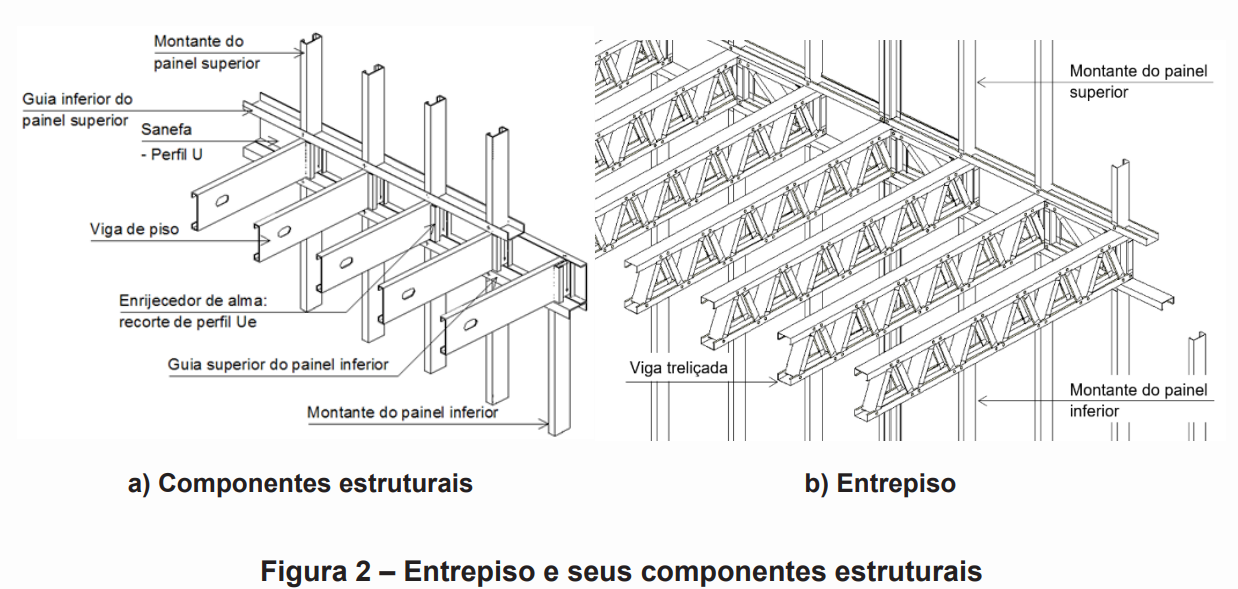 Montante do
painel superior
Guia inferior do
painel superior
Sanefa
- Perfil U
Viga de piso
Enrijecedor de alma:
recorte de perfil Ue
Guia superior do painel inferior
Montante do painel inferior
Montante do painel
superior
Viga treliçada
Montante do painel
inferior
a) Componentes estruturais
b) Entrepiso
Figura 2 – Entrepiso e seus componentes estruturais